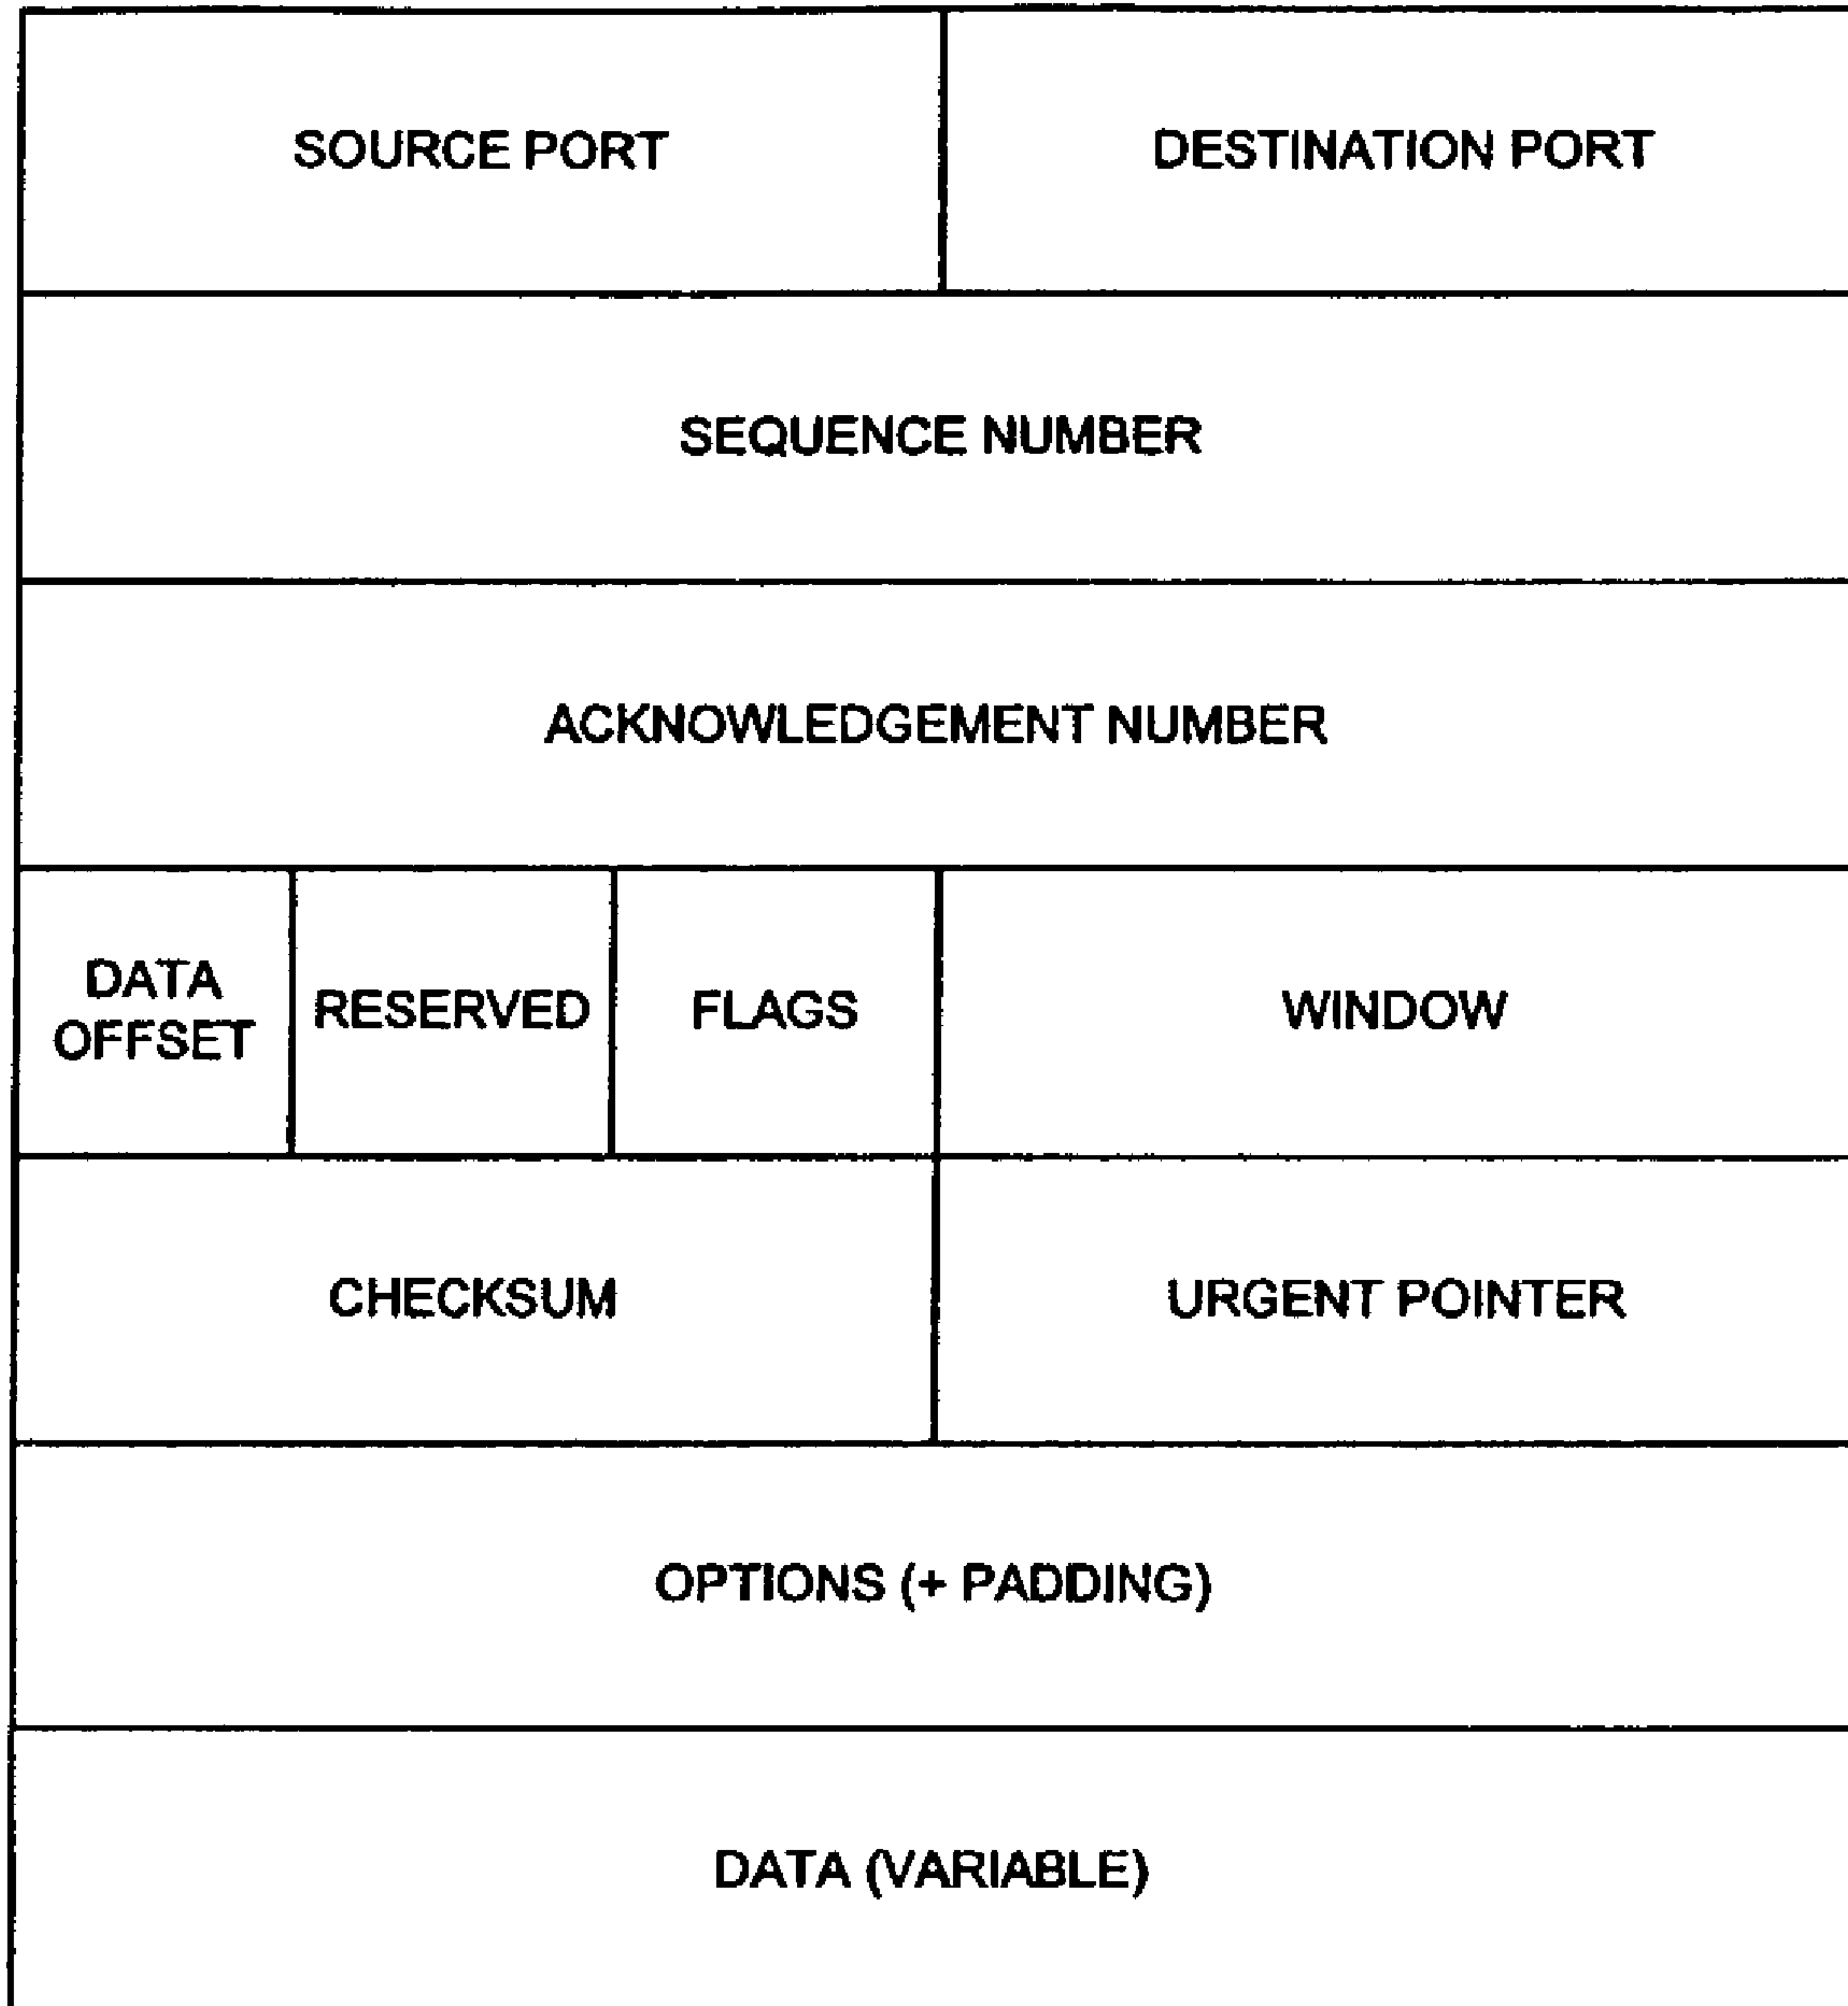 SOURCE PORT
DESTINATION PORT
SEQUENCE NUMBER
ACKNOWLEDGEMENT NUMBER
DATA
OFFSET
RESERVED
FLAGS
WINDOW
CHECKSUM
URGENT POINTER
OPTIONS (+ PADDING)
DATA (VARIABLE)